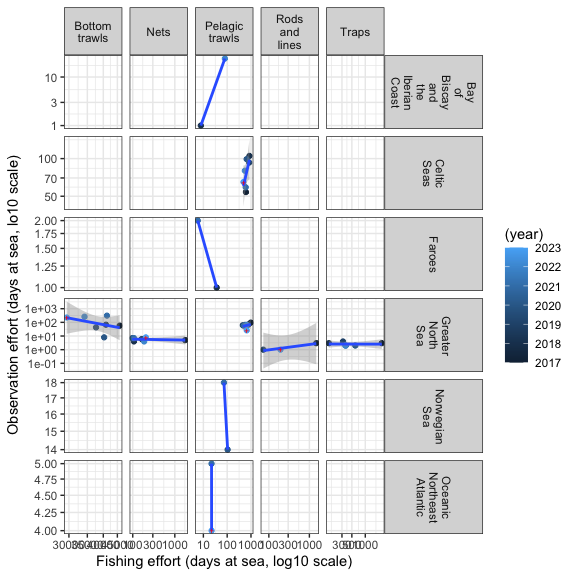 Bottom
trawls
Nets
Pelagic
trawls
Rods
and
lines
Traps
10
3
1
Bay
of
Biscay
and
the
Iberian
Coast
100
70
50
Celtic
Seas
2.00
1.75
1.50
1.25
1.00
Faroes
1e+03
1e+02
1e+01
1e+00
1e-01
Greater
North
Sea
18
17
16
15
14
Norwegian
Sea
5.00
4.75
4.50
4.25
4.00
Oceanic
Northeast
Atlantic
Observation effort (days at sea, lo10 scale)
10 100 1000
Fishing effort (days at sea, log10 scale)
(year)
2023
2022
2021
2020
2019
2018
2017